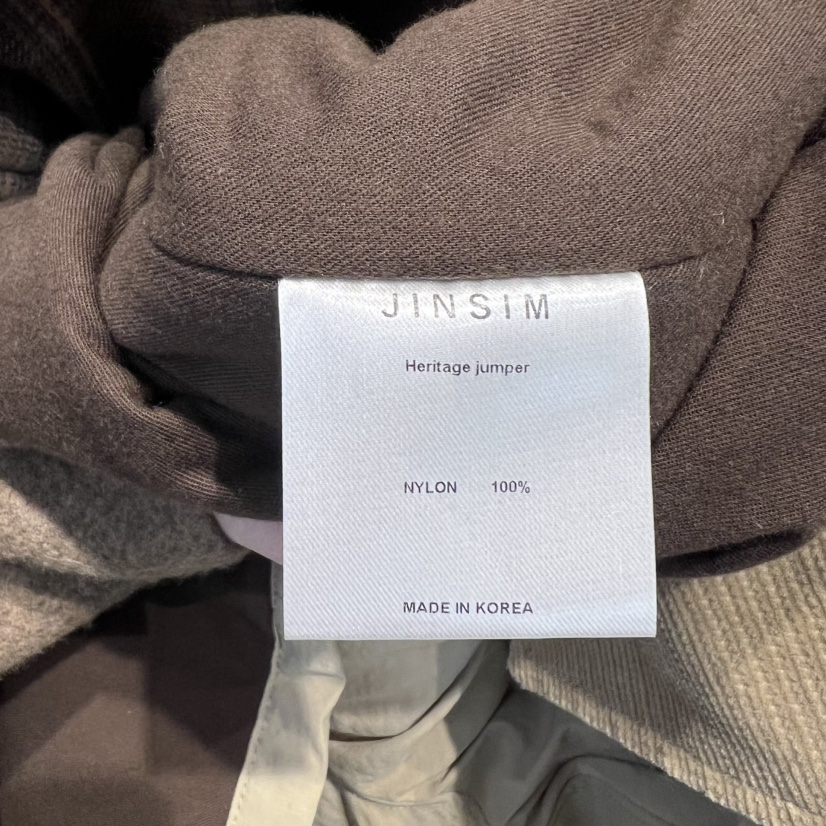 JINSIM
Heritage jumper
NYLON 100%
MADE IN KOREA